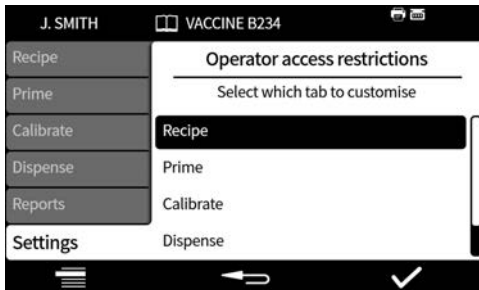 J. SMITH
VACCINE B234
Recipe
Prime
Calibrate
Dispense
Reports
Settings
Operator access restrictions
Select which tab to customise
Recipe
Prime
Calibrate
Dispense